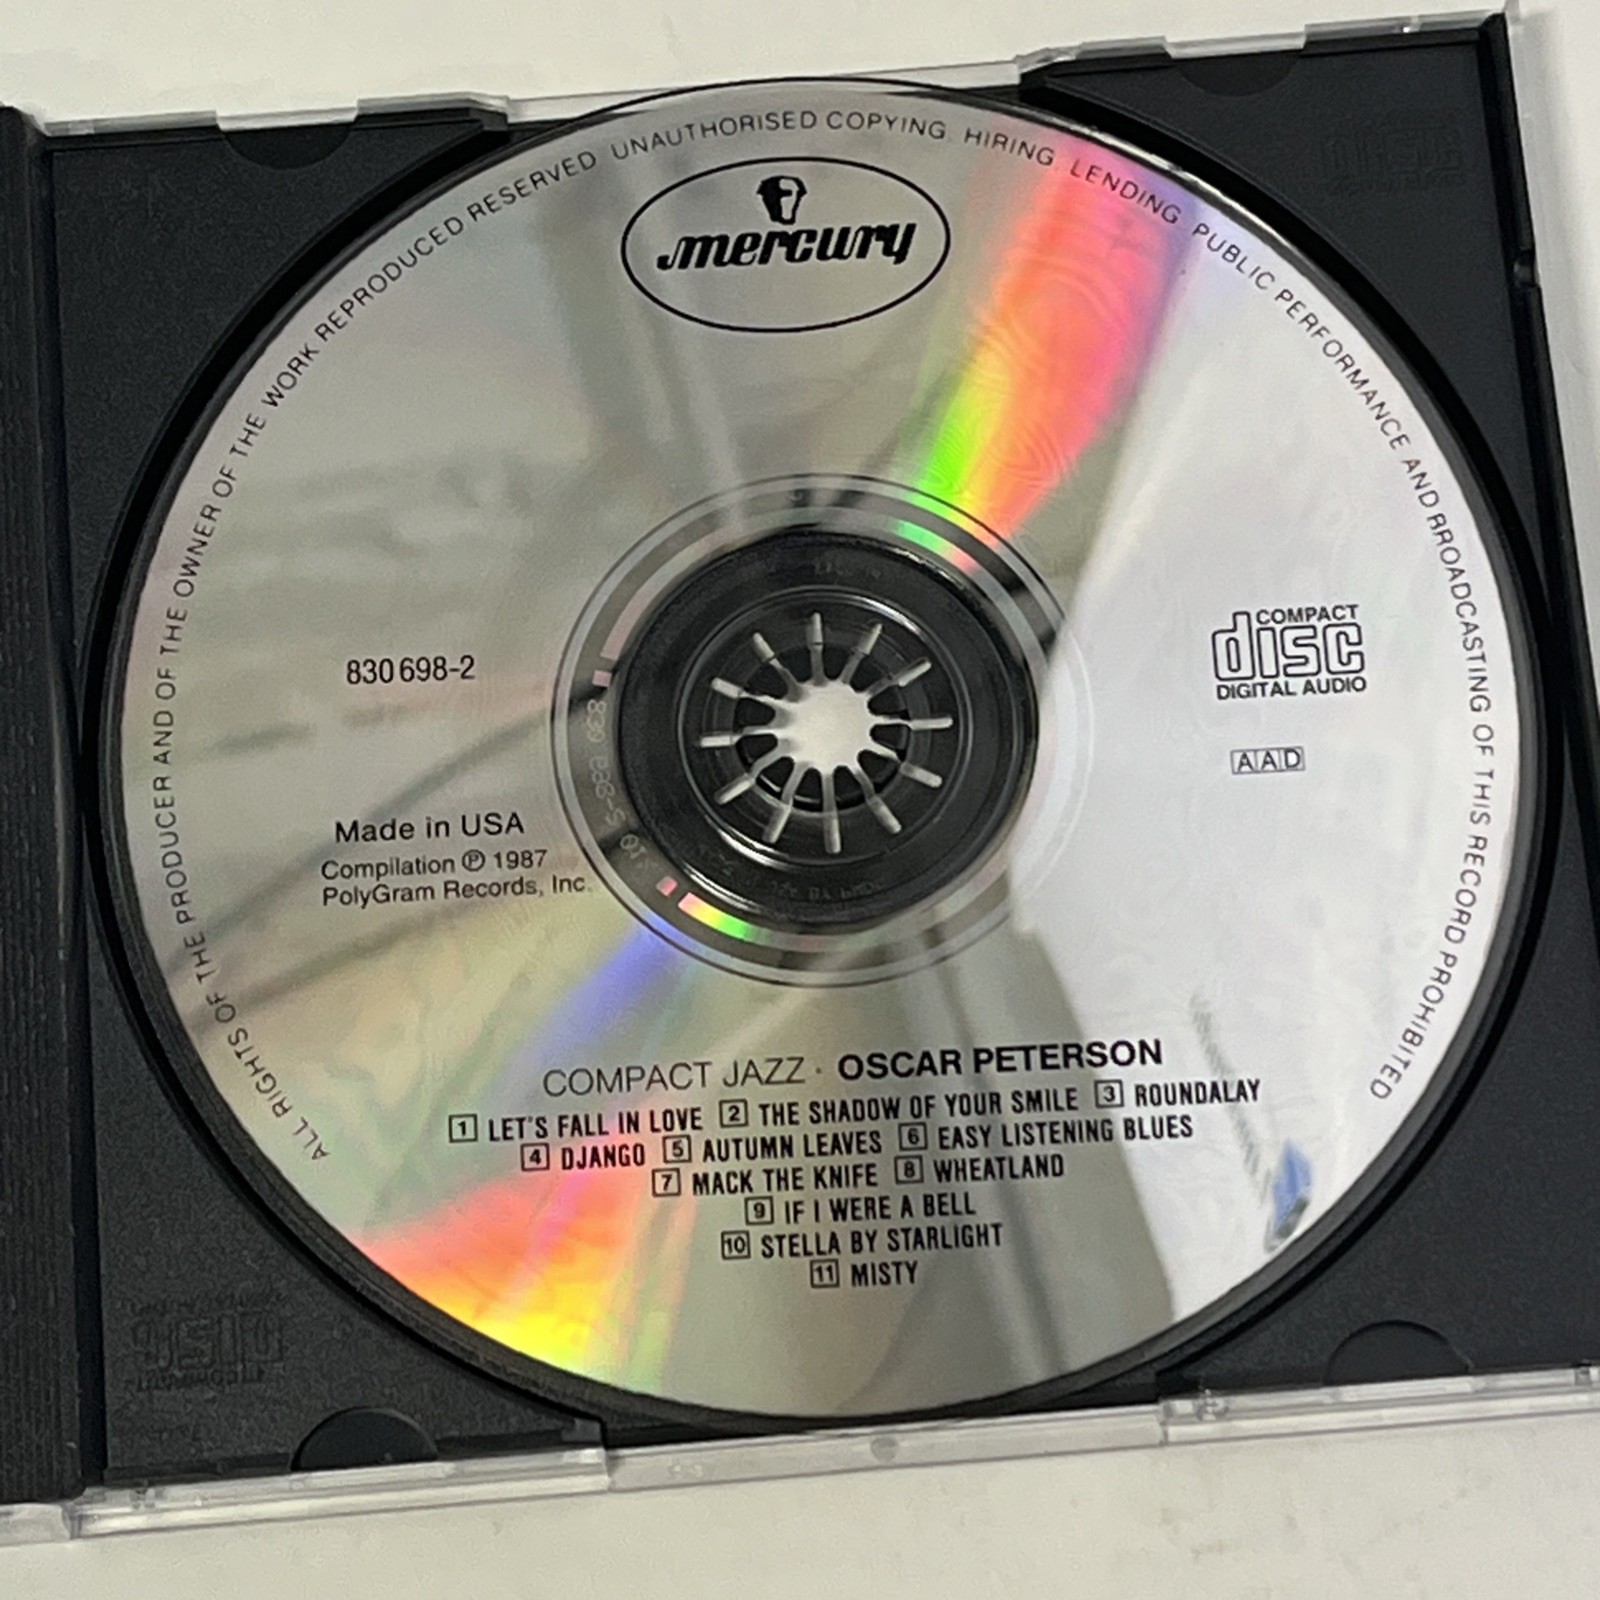 ALL RIGHTS OF THE PRODUCER AND OF THE OWNER OF THE WORK REPRODUCED RESERVED UNAUTHORISED COPYING. HIRING. LENDING. PUBLIC PERFORMANCE AND BROADCASTING OF THIS RECORD PROHIBITED
mercury
COMPACT
disc
DIGITAL AUDIO
830 698-2
AAD
Made in USA
Compilation ℗ 1987
PolyGram Records, Inc.
COMPACT JAZZ · OSCAR PETERSON
1 LET'S FALL IN LOVE 2 THE SHADOW OF YOUR SMILE 3 ROUNDALAY
4 DJANGO 5 AUTUMN LEAVES 6 EASY LISTENING BLUES
7 MACK THE KNIFE 8 WHEATLAND
9 IF I WERE A BELL
10 STELLA BY STARLIGHT
11 MISTY